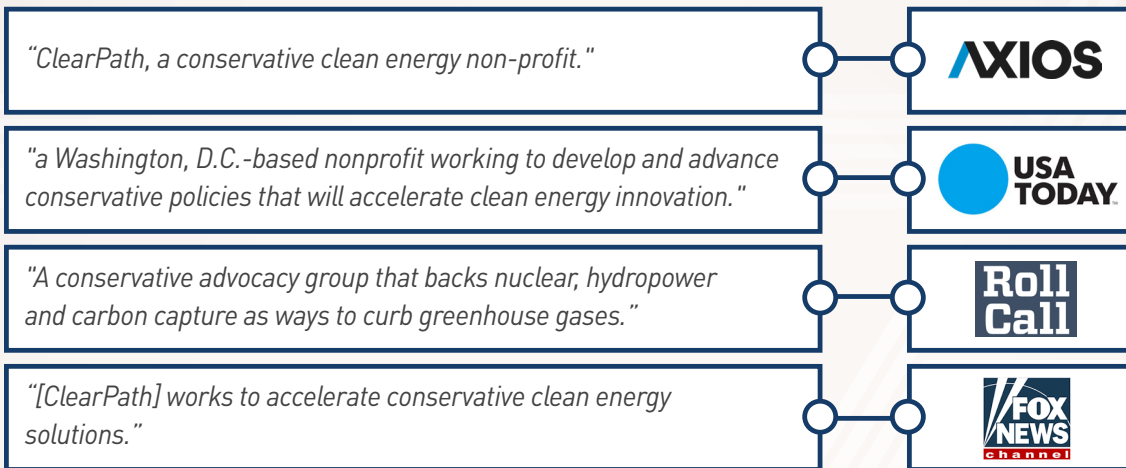 “ClearPath, a conservative clean energy non-profit."
AXIOS
"a Washington, D.C.-based nonprofit working to develop and advance
conservative policies that will accelerate clean energy innovation."
USA
TODAY
"A conservative advocacy group that backs nuclear, hydropower
and carbon capture as ways to curb greenhouse gases.”
Roll
Call
“[ClearPath] works to accelerate conservative clean energy
solutions.”
FOX
NEWS
channel